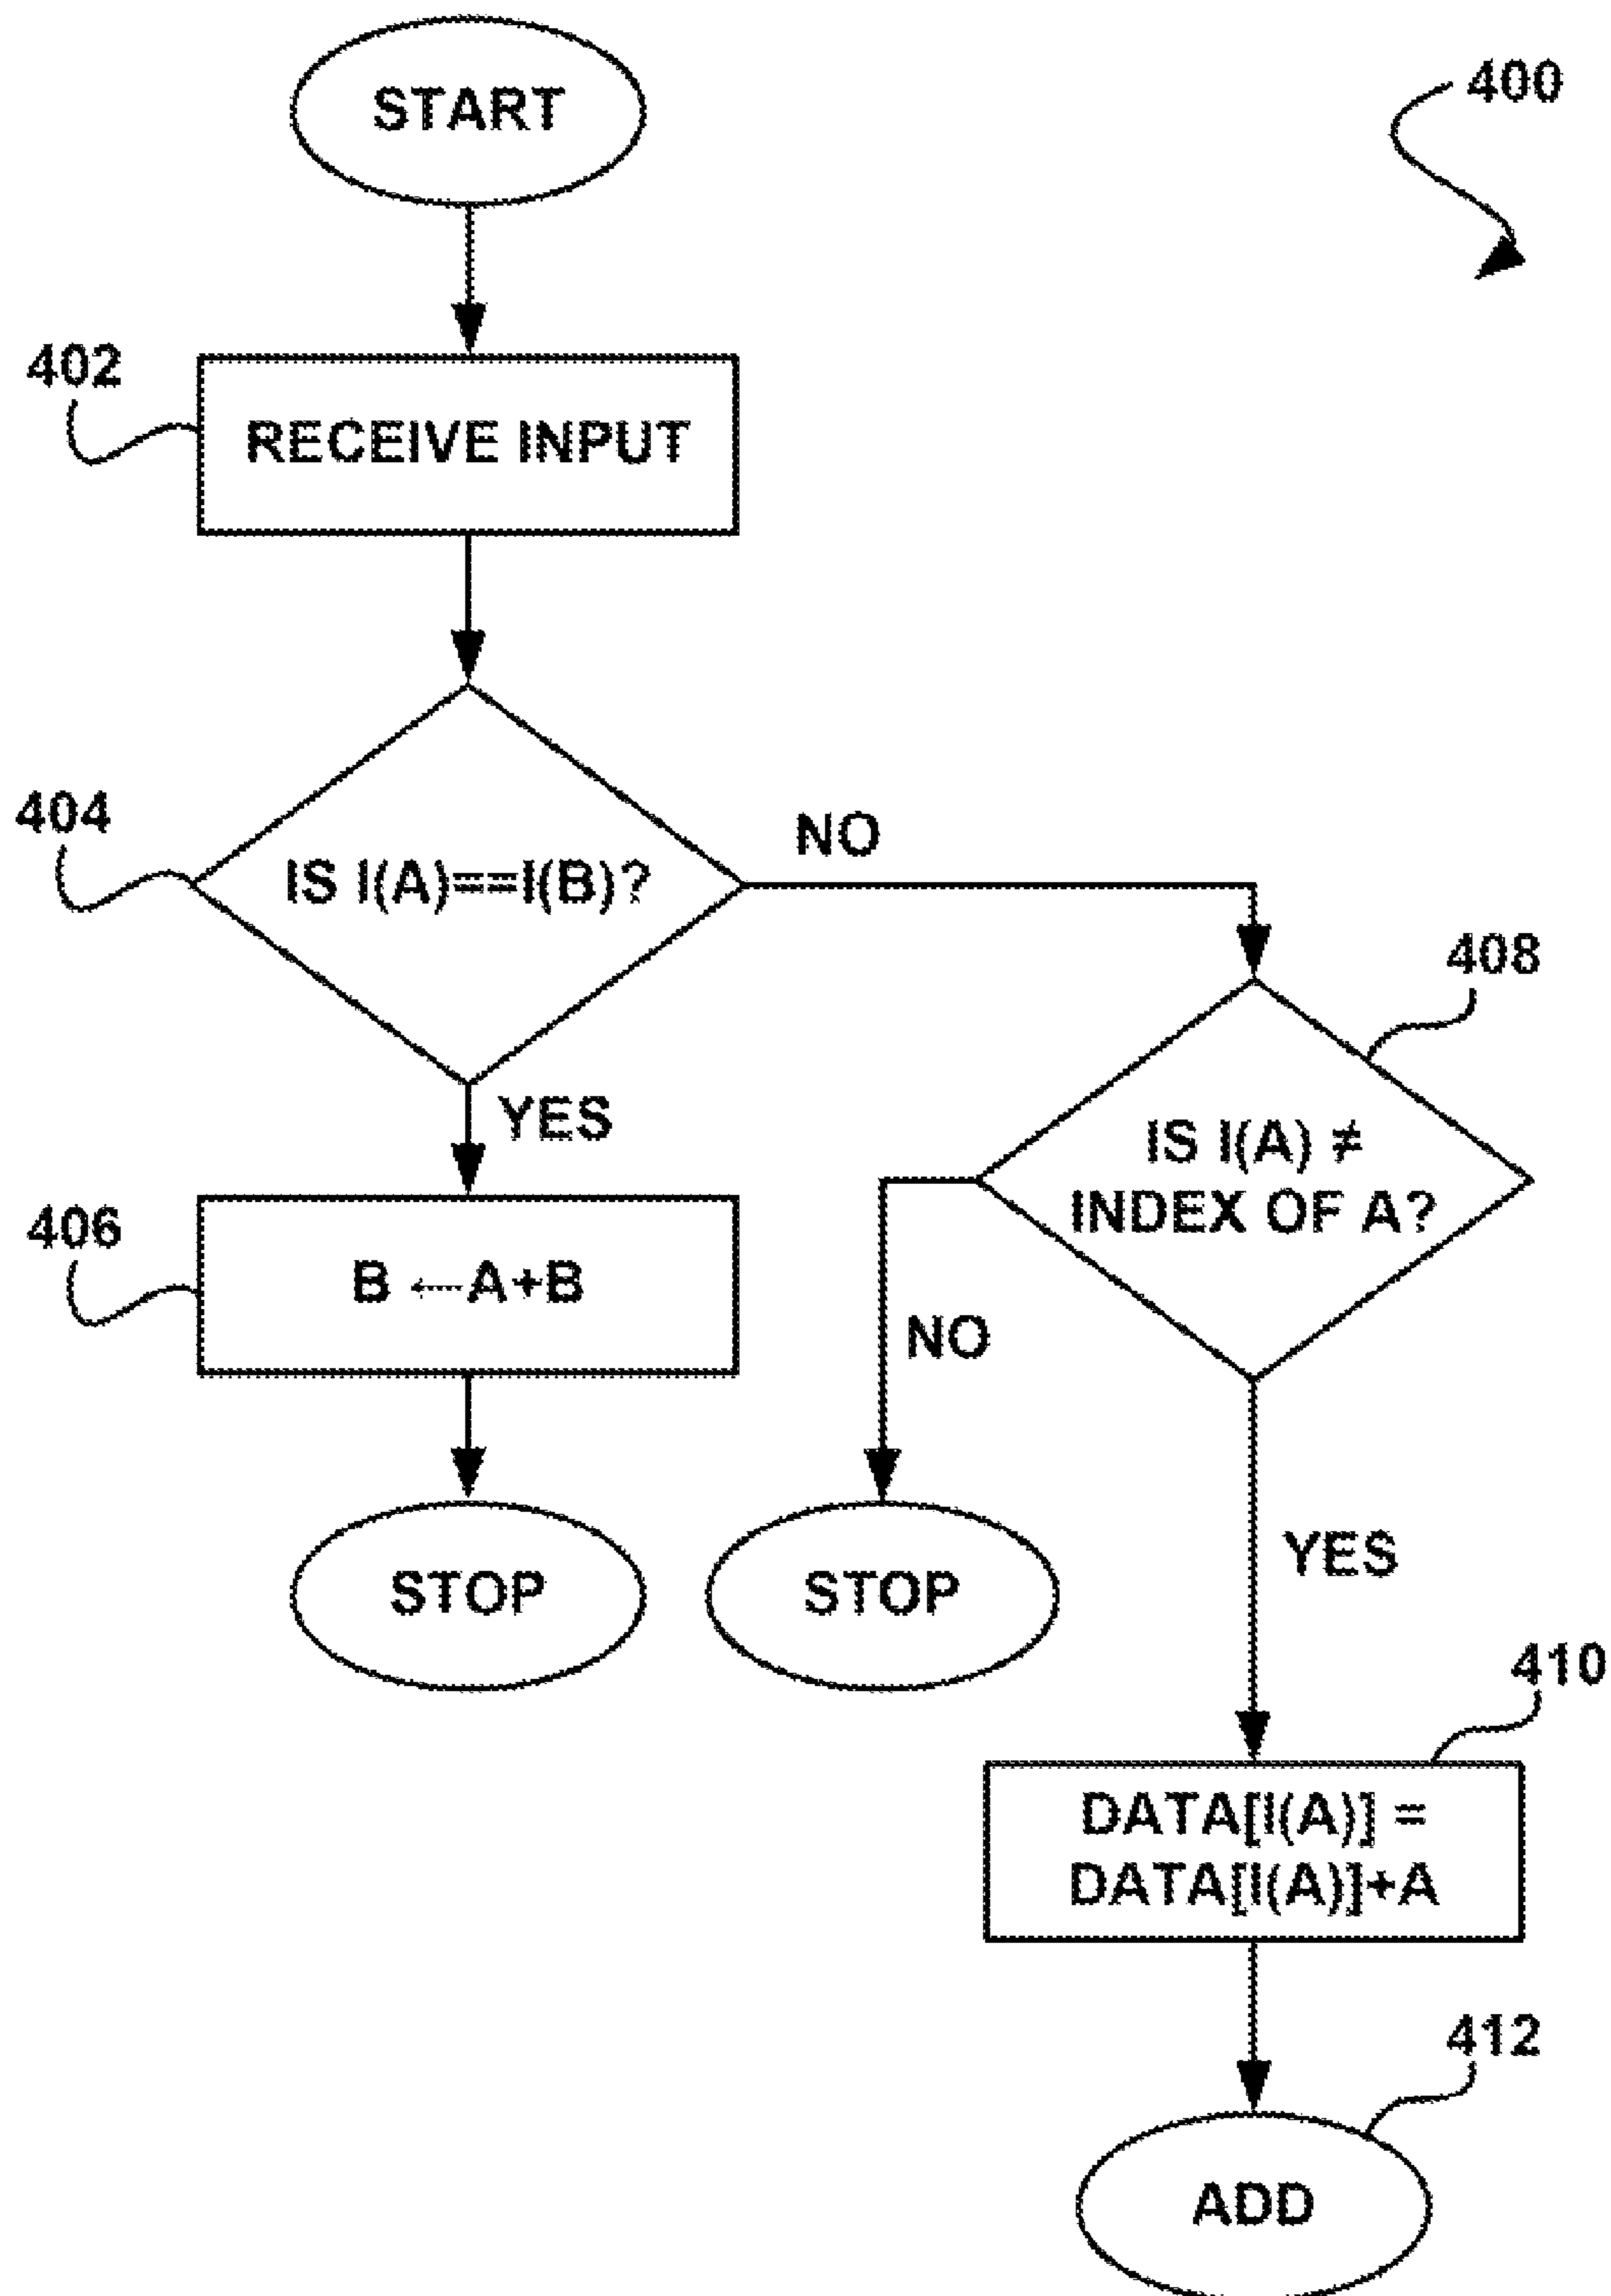 START
400
402
RECEIVE INPUT
404
IS I(A)==I(B)?
NO
408
YES
IS I(A) ≠
INDEX OF A?
406
B ←A+B
NO
STOP
STOP
YES
410
DATA[I(A)] =
DATA[I(A)]+A
412
ADD